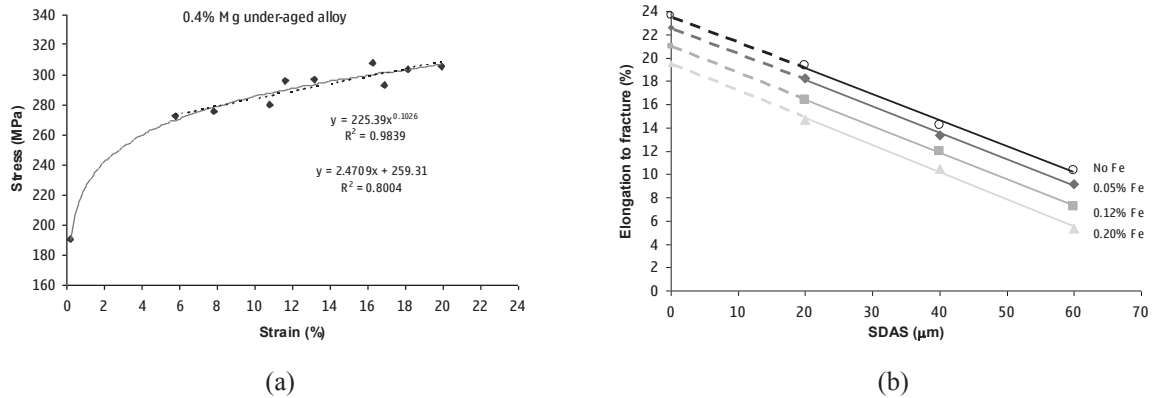 0.4% Mg under-aged alloy
340
320
300
280
260
240
220
200
180
160
Stress (MPa)
y = 225.39x^0.1026
R² = 0.9839
y = 2.4709x + 259.31
R² = 0.8004
0 2 4 6 8 10 12 14 16 18 20 22 24
Strain (%)
(a)
24
22
20
18
16
14
12
10
8
6
4
2
0
Elongation to fracture (%)
No Fe
0.05% Fe
0.12% Fe
0.20% Fe
0 10 20 30 40 50 60 70
SDAS (μm)
(b)